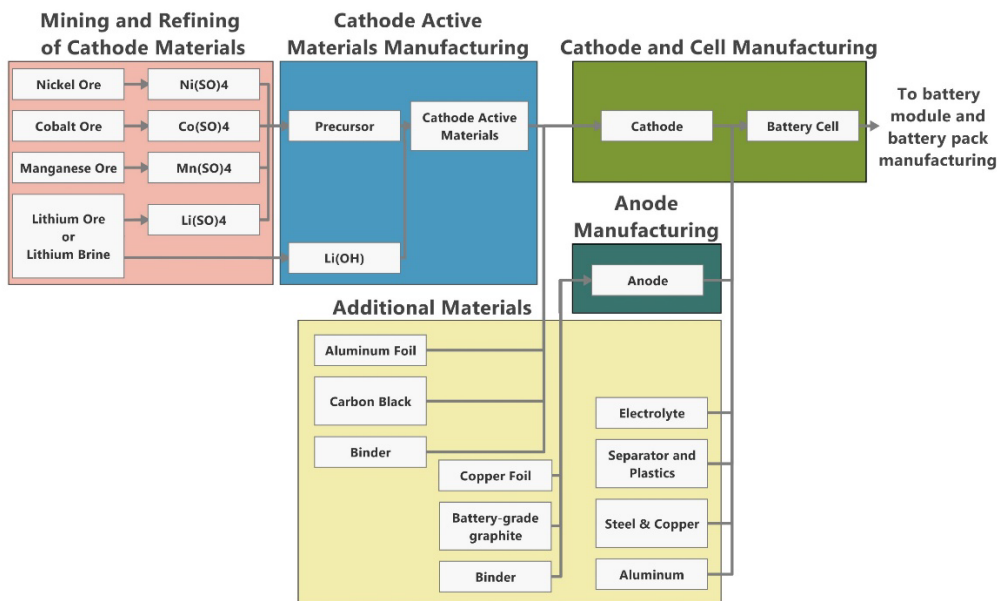 Mining and Refining
of Cathode Materials
Cathode Active
Materials Manufacturing
Cathode and Cell Manufacturing
Nickel Ore
Ni(SO)4
Cobalt Ore
Co(SO)4
Manganese Ore
Mn(SO)4
Lithium Ore
or
Lithium Brine
Li(SO)4
Precursor
Cathode Active
Materials
Li(OH)
Cathode
Battery Cell
To battery
module and
battery pack
manufacturing
Anode
Manufacturing
Anode
Additional Materials
Aluminum Foil
Carbon Black
Binder
Copper Foil
Battery-grade
graphite
Binder
Electrolyte
Separator and
Plastics
Steel & Copper
Aluminum